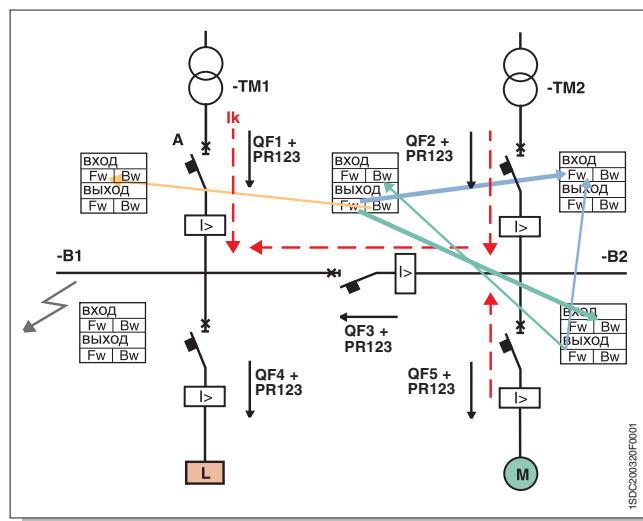 -TM1
-TM2
A
Ik
QF1 +
PR123
QF2 +
PR123
ВХОД
Fw Bw
ВЫХОД
Fw Bw
ВХОД
Fw Bw
ВЫХОД
Fw Bw
ВХОД
Fw Bw
ВЫХОД
Fw Bw
I>
I>
-B1
I>
-B2
QF3 +
PR123
ВХОД
Fw Bw
ВЫХОД
Fw Bw
ВХОД
Fw Bw
ВЫХОД
Fw Bw
QF4 +
PR123
QF5 +
PR123
I>
I>
L
M
1SDC200320F0001